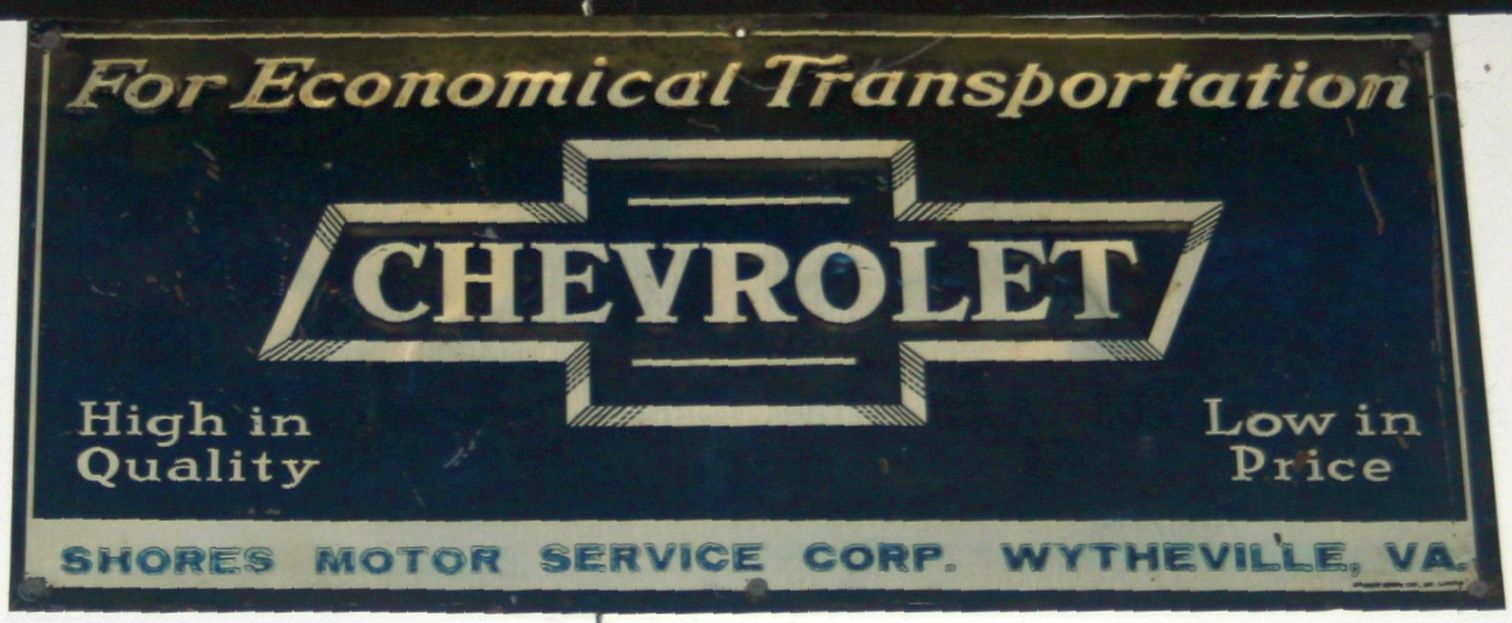 For Economical Transportation
CHEVROLET
High in
Quality
Low in
Price
SHORES MOTOR SERVICE CORP. WYTHEVILLE, VA.